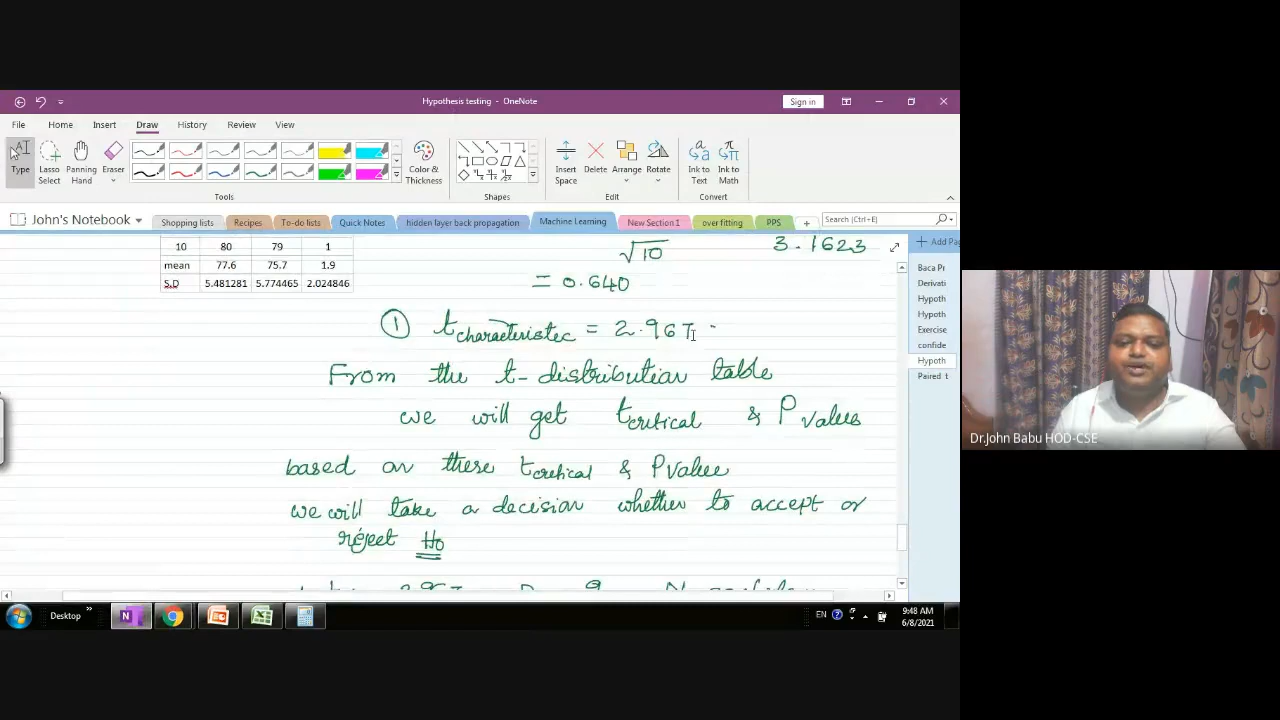 Hypothesis testing - OneNote
Sign in
File Home Insert Draw History Review View
Type
Lasso Select
Panning Hand
Eraser
Color & Thickness
Insert Space
Delete
Arrange
Rotate
Ink to Text
Ink to Math
Tools
Shapes
Edit
Convert
John's Notebook
Shopping lists
Recipes
To-do lists
Quick Notes
hidden layer back propagation
Machine Learning
New Section 1
over fitting
PPS
Search (Ctrl+E)
Add Pag
Baca Pr
Derivati
Hypoth
Hypoth
Exercise
confide
Hypoth
Paired t
10 80 79 1
mean 77.6 75.7 1.9
S.D 5.481281 5.774465 2.024846
√10 3.1623
= 0.640
① t characteristic = 2.967
From the t-distribution table
we will get t critical & P values
based on these t critical & P value
we will take a decision whether to accept or
reject H0
Dr.John Babu HOD-CSE
Desktop
EN
9:48 AM
6/8/2021